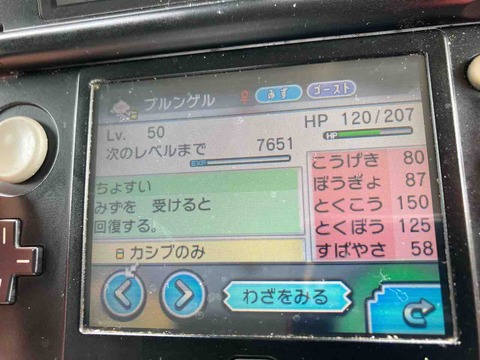 ブルンゲル ♀ みず ゴースト
Lv. 50 HP 120/207
次のレベルまで 7651
EXP HP
ちょすい
みずを 受けると
回復する。
カシブのみ
こうげき 80
ぼうぎょ 87
とくこう 150
とくぼう 125
すばやさ 58
わざをみる